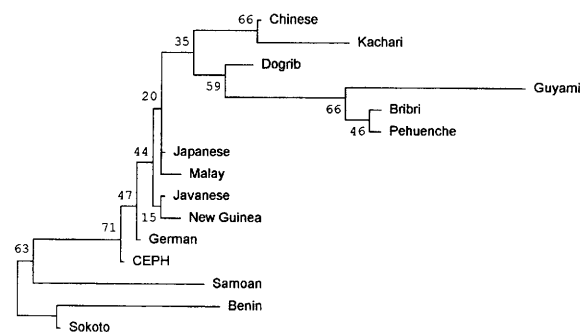 66 Chinese
35 Kachari
Dogrib
59
Guyami
20
66 Bribri
46 Pehuenche
44 Japanese
Malay
47 Javanese
15 New Guinea
71 German
63 CEPH
Samoan
Benin
Sokoto